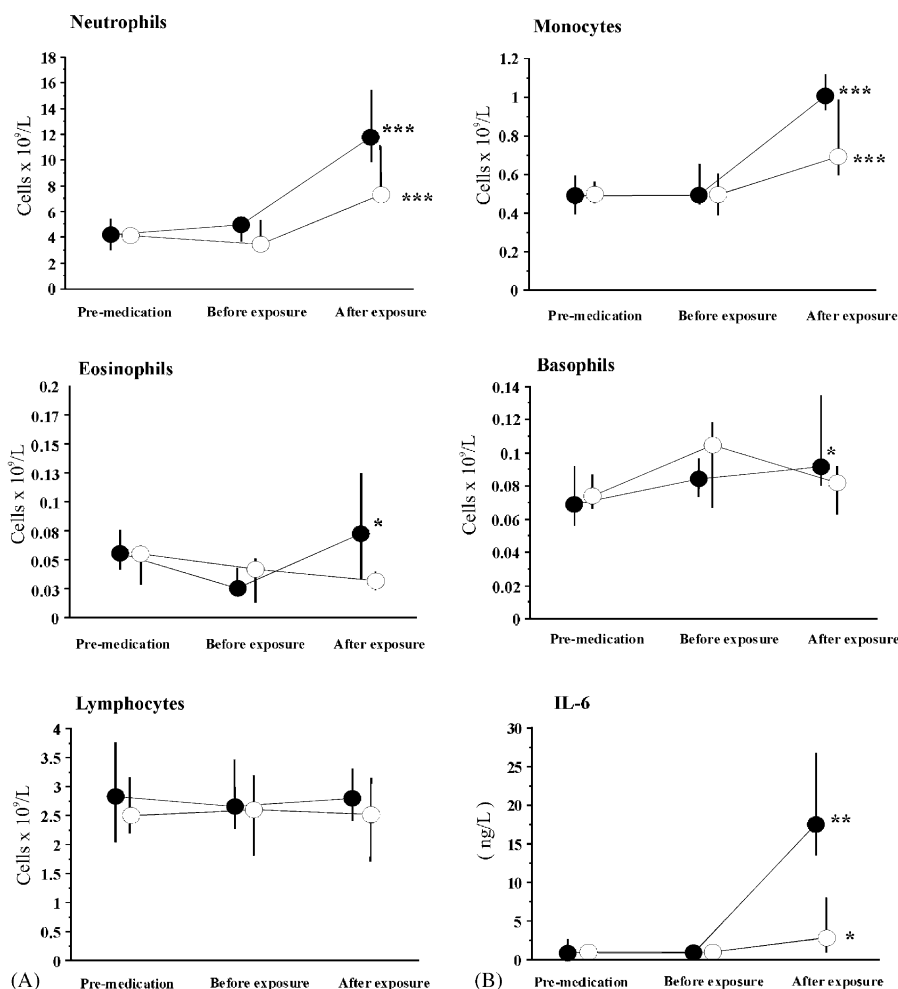 Neutrophils
18
16
14
12
10
8
6
4
2
0
Cells x 10⁹/L
***
***
Pre-medication Before exposure After exposure
Monocytes
1.2
1
0.8
0.6
0.4
0.2
0
Cells x 10⁹/L
***
***
Pre-medication Before exposure After exposure
Eosinophils
0.2
0.17
0.15
0.13
0.1
0.08
0.05
0.03
0
Cells x 10⁹/L
*
Pre-medication Before exposure After exposure
Basophils
0.14
0.12
0.1
0.08
0.06
0.04
0.02
0
Cells x 10⁹/L
*
Pre-medication Before exposure After exposure
Lymphocytes
4
3.5
3
2.5
2
1.5
1
0.5
0
Cells x 10⁹/L
(A)
Pre-medication Before exposure After exposure
IL-6
30
25
20
15
10
5
0
( ng/L )
**
*
(B)
Pre-medication Before exposure After exposure